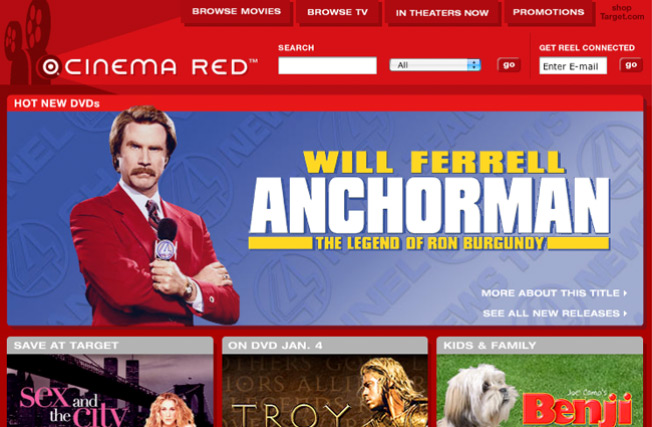 BROWSE MOVIES
BROWSE TV
IN THEATERS NOW
PROMOTIONS
shop
Target.com
CINEMA RED™
SEARCH
All
go
GET REEL CONNECTED
Enter E-mail
go
HOT NEW DVDs
4
WILL FERRELL
ANCHORMAN
THE LEGEND OF RON BURGUNDY
MORE ABOUT THIS TITLE
SEE ALL NEW RELEASES
SAVE AT TARGET
ON DVD JAN. 4
KIDS & FAMILY
sex
and
the city
TROY
Joe Camp's
Benji